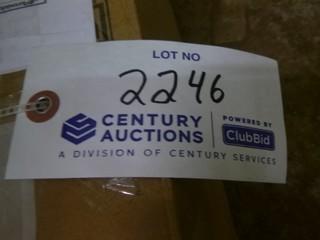 LOT NO
2246
CENTURY AUCTIONS
POWERED BY
ClubBid
A DIVISION OF CENTURY SERVICES